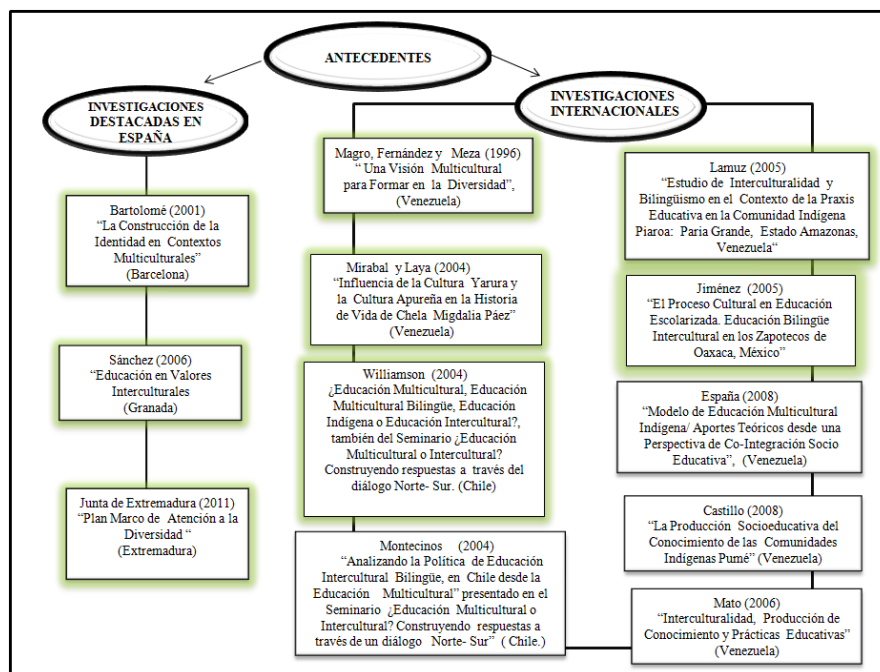 ANTECEDENTES
INVESTIGACIONES
DESTACADAS EN
ESPAÑA
Bartolomé (2001)
“La Construcción de la
Identidad en Contextos
Multiculturales”
(Barcelona)
Sánchez (2006)
“Educación en Valores
Interculturales
(Granada)
Junta de Extremadura (2011)
“Plan Marco de Atención a la
Diversidad “
(Extremadura)
INVESTIGACIONES
INTERNACIONALES
Magro, Fernández y Meza (1996)
“ Una Visión Multicultural
para Formar en la Diversidad”,
(Venezuela)
Mirabal y Laya (2004)
“Influencia de la Cultura Yarura y
la Cultura Apureña en la Historia
de Vida de Chela Migdalia Páez”
(Venezuela)
Williamson (2004)
¿Educación Multicultural, Educación
Multicultural Bilingüe, Educación
Indígena o Educación Intercultural?,
también del Seminario ¿Educación
Multicultural o Intercultural?
Construyendo respuestas a través del
diálogo Norte- Sur. (Chile)
Montecinos (2004)
“Analizando la Política de Educación
Intercultural Bilingüe, en Chile desde la
Educación Multicultural” presentado en el
Seminario ¿Educación Multicultural o
Intercultural? Construyendo respuestas a
través de un diálogo Norte- Sur” ( Chile.)
Lamuz (2005)
“Estudio de Interculturalidad y
Bilingüismo en el Contexto de la Praxis
Educativa en la Comunidad Indígena
Piaroa: Paria Grande, Estado Amazonas,
Venezuela“
Jiménez (2005)
“El Proceso Cultural en Educación
Escolarizada. Educación Bilingüe
Intercultural en los Zapotecos de
Oaxaca, México”
España (2008)
“Modelo de Educación Multicultural
Indígena/ Aportes Teóricos desde una
Perspectiva de Co-Integración Socio
Educativa”, (Venezuela)
Castillo (2008)
“La Producción Socioeducativa del
Conocimiento de las Comunidades
Indígenas Pumé” (Venezuela)
Mato (2006)
“Interculturalidad, Producción de
Conocimiento y Prácticas Educativas”
(Venezuela)